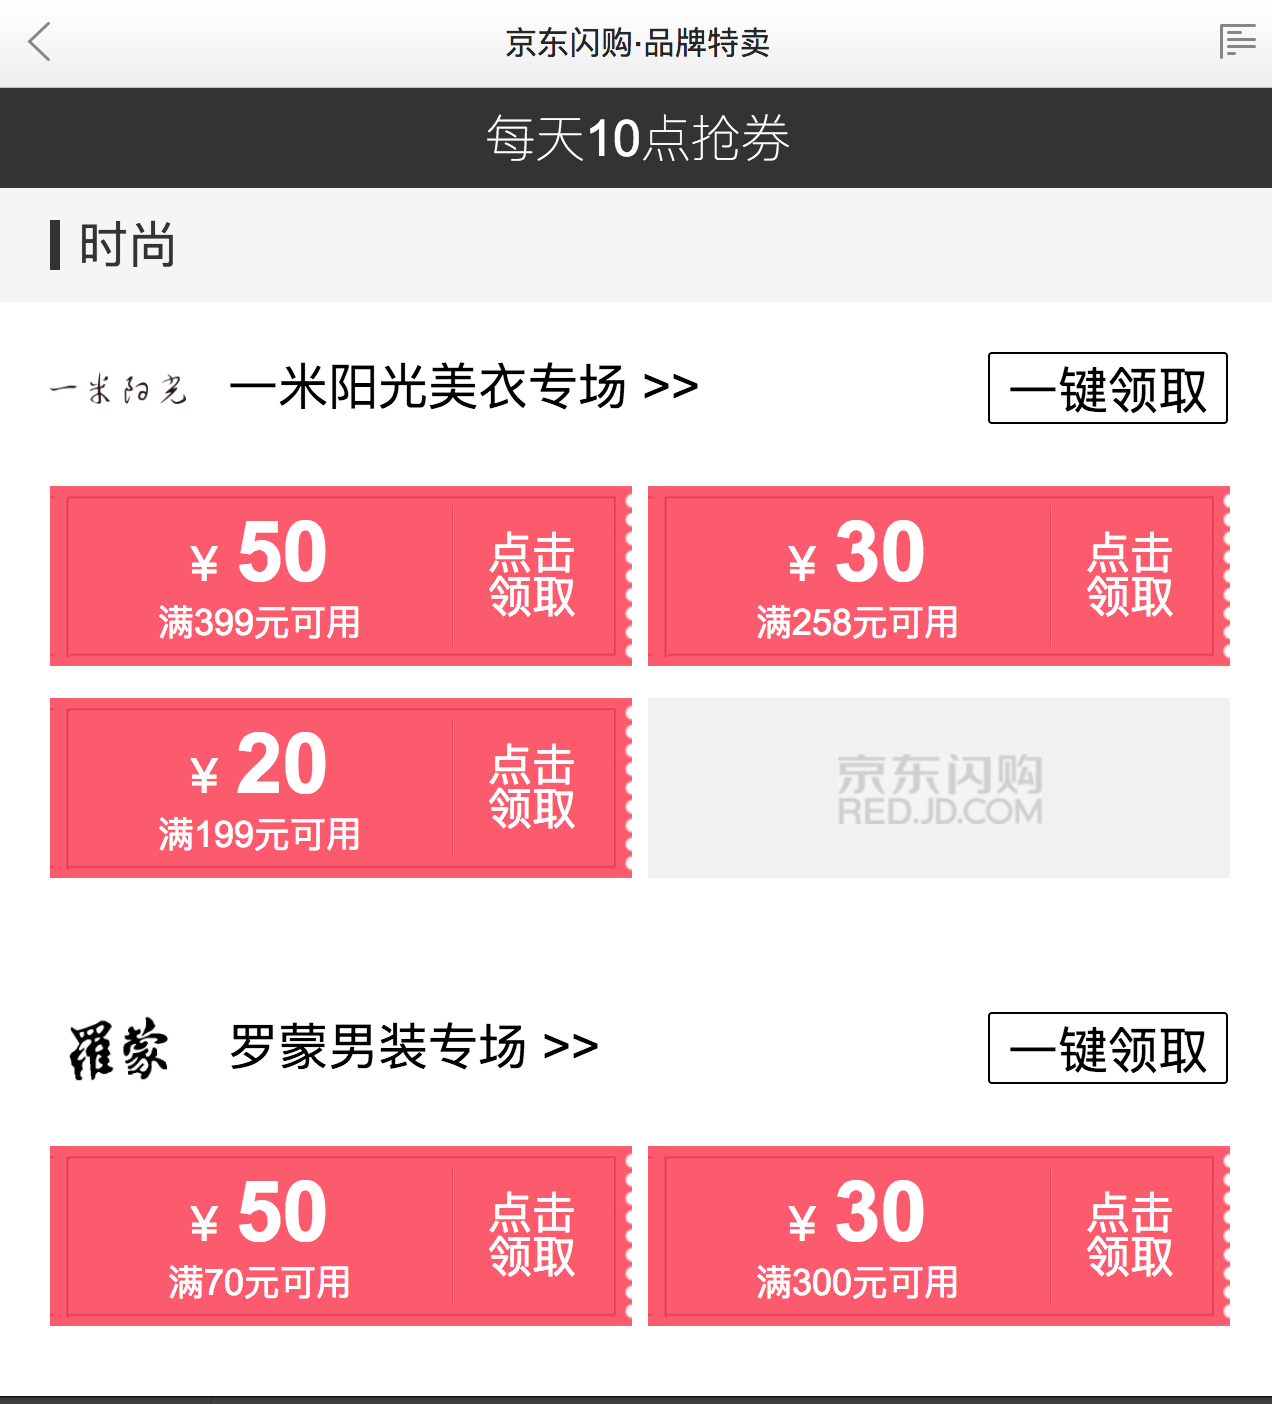 京东闪购·品牌特卖
每天10点抢券
时尚
一米阳光 一米阳光美衣专场 >> 一键领取
¥ 50
满399元可用
点击
领取
¥ 30
满258元可用
点击
领取
¥ 20
满199元可用
点击
领取
京东闪购
RED.JD.COM
羅蒙 罗蒙男装专场 >> 一键领取
¥ 50
满70元可用
点击
领取
¥ 30
满300元可用
点击
领取